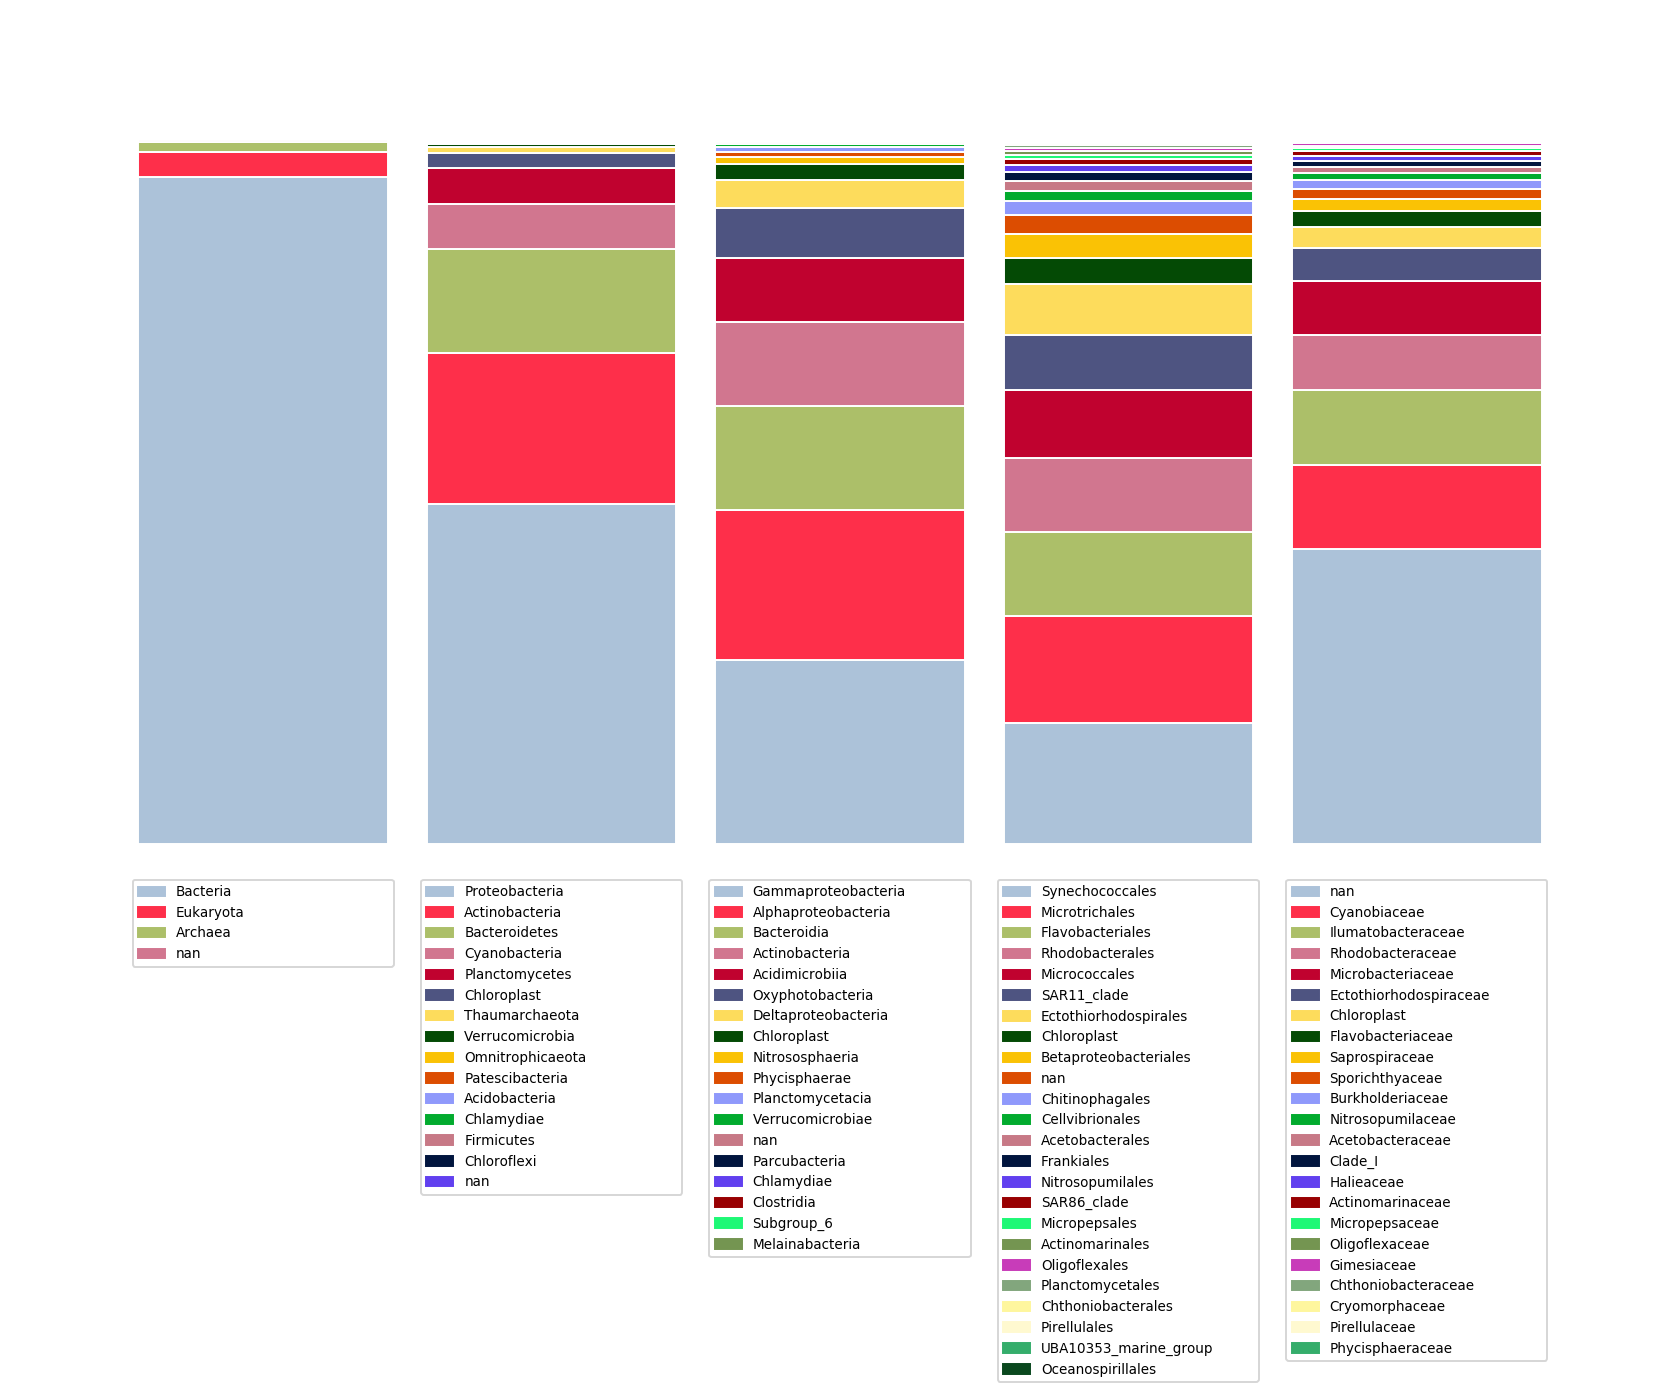 Bacteria
Eukaryota
Archaea
nan
Proteobacteria
Actinobacteria
Bacteroidetes
Cyanobacteria
Planctomycetes
Chloroplast
Thaumarchaeota
Verrucomicrobia
Omnitrophicaeota
Patescibacteria
Acidobacteria
Chlamydiae
Firmicutes
Chloroflexi
nan
Gammaproteobacteria
Alphaproteobacteria
Bacteroidia
Actinobacteria
Acidimicrobiia
Oxyphotobacteria
Deltaproteobacteria
Chloroplast
Nitrososphaeria
Phycisphaerae
Planctomycetacia
Verrucomicrobiae
nan
Parcubacteria
Chlamydiae
Clostridia
Subgroup_6
Melainabacteria
Synechococcales
Microtrichales
Flavobacteriales
Rhodobacterales
Micrococcales
SAR11_clade
Ectothiorhodospirales
Chloroplast
Betaproteobacteriales
nan
Chitinophagales
Cellvibrionales
Acetobacterales
Frankiales
Nitrosopumilales
SAR86_clade
Micropepsales
Actinomarinales
Oligoflexales
Planctomycetales
Chthoniobacterales
Pirellulales
UBA10353_marine_group
Oceanospirillales
nan
Cyanobiaceae
Ilumatobacteraceae
Rhodobacteraceae
Microbacteriaceae
Ectothiorhodospiraceae
Chloroplast
Flavobacteriaceae
Saprospiraceae
Sporichthyaceae
Burkholderiaceae
Nitrosopumilaceae
Acetobacteraceae
Clade_I
Halieaceae
Actinomarinaceae
Micropepsaceae
Oligoflexaceae
Gimesiaceae
Chthoniobacteraceae
Cryomorphaceae
Pirellulaceae
Phycisphaeraceae